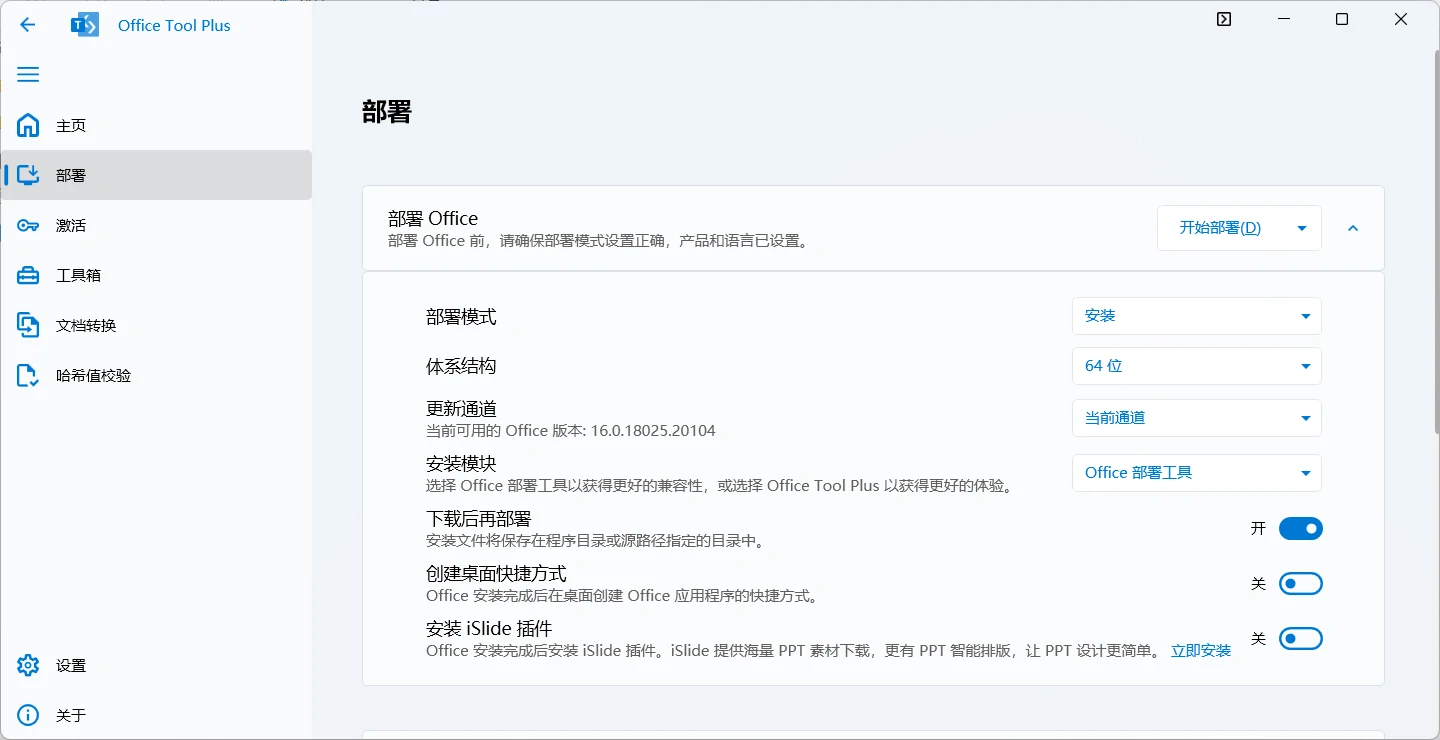 Office Tool Plus
主页
部署
激活
工具箱
文档转换
哈希值校验
设置
关于
部署
部署 Office
部署 Office 前，请确保部署模式设置正确，产品和语言已设置。
开始部署(D)
部署模式
安装
体系结构
64 位
更新通道
当前可用的 Office 版本: 16.0.18025.20104
当前通道
安装模块
选择 Office 部署工具以获得更好的兼容性，或选择 Office Tool Plus 以获得更好的体验。
Office 部署工具
下载后再部署
安装文件将保存在程序目录或源路径指定的目录中。
开
创建桌面快捷方式
Office 安装完成后在桌面创建 Office 应用程序的快捷方式。
关
安装 iSlide 插件
Office 安装完成后安装 iSlide 插件。iSlide 提供海量 PPT 素材下载，更有 PPT 智能排版，让 PPT 设计更简单。 立即安装
关